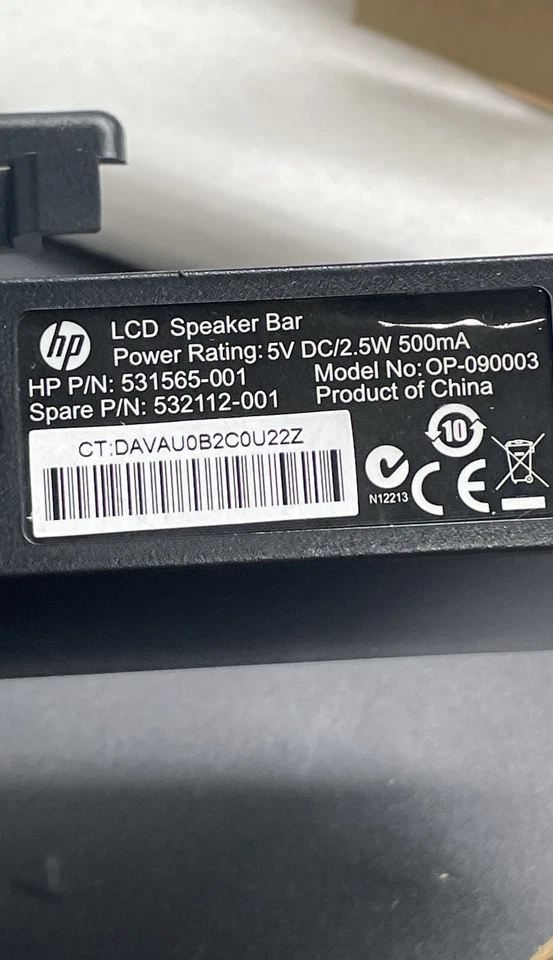 hp
LCD Speaker Bar
Power Rating: 5V DC/2.5W 500mA
HP P/N: 531565-001 Model No: OP-090003
Spare P/N: 532112-001 Product of China
CT:DAVAU0B2C0U22Z
10
N12213
CE